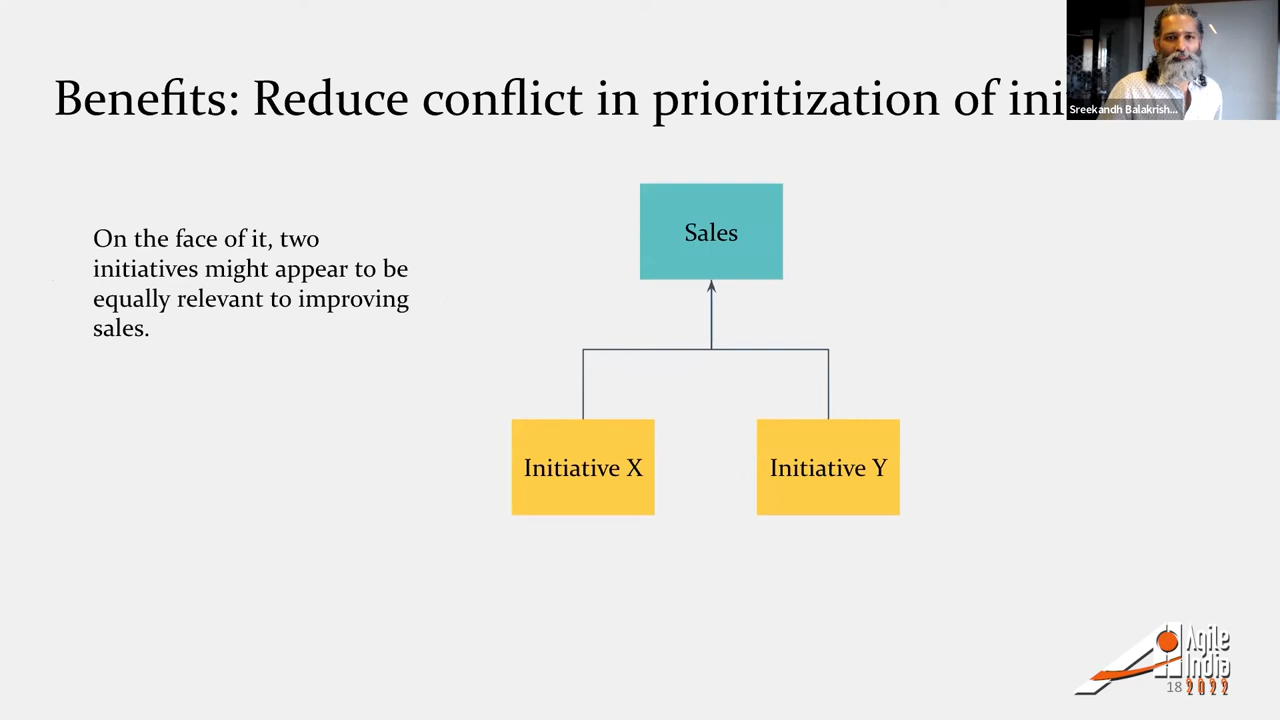 Benefits: Reduce conflict in prioritization of ini
Sreekandh Balakrish...
On the face of it, two
initiatives might appear to be
equally relevant to improving
sales.
Sales
Initiative X
Initiative Y
Agile
India
18 2022